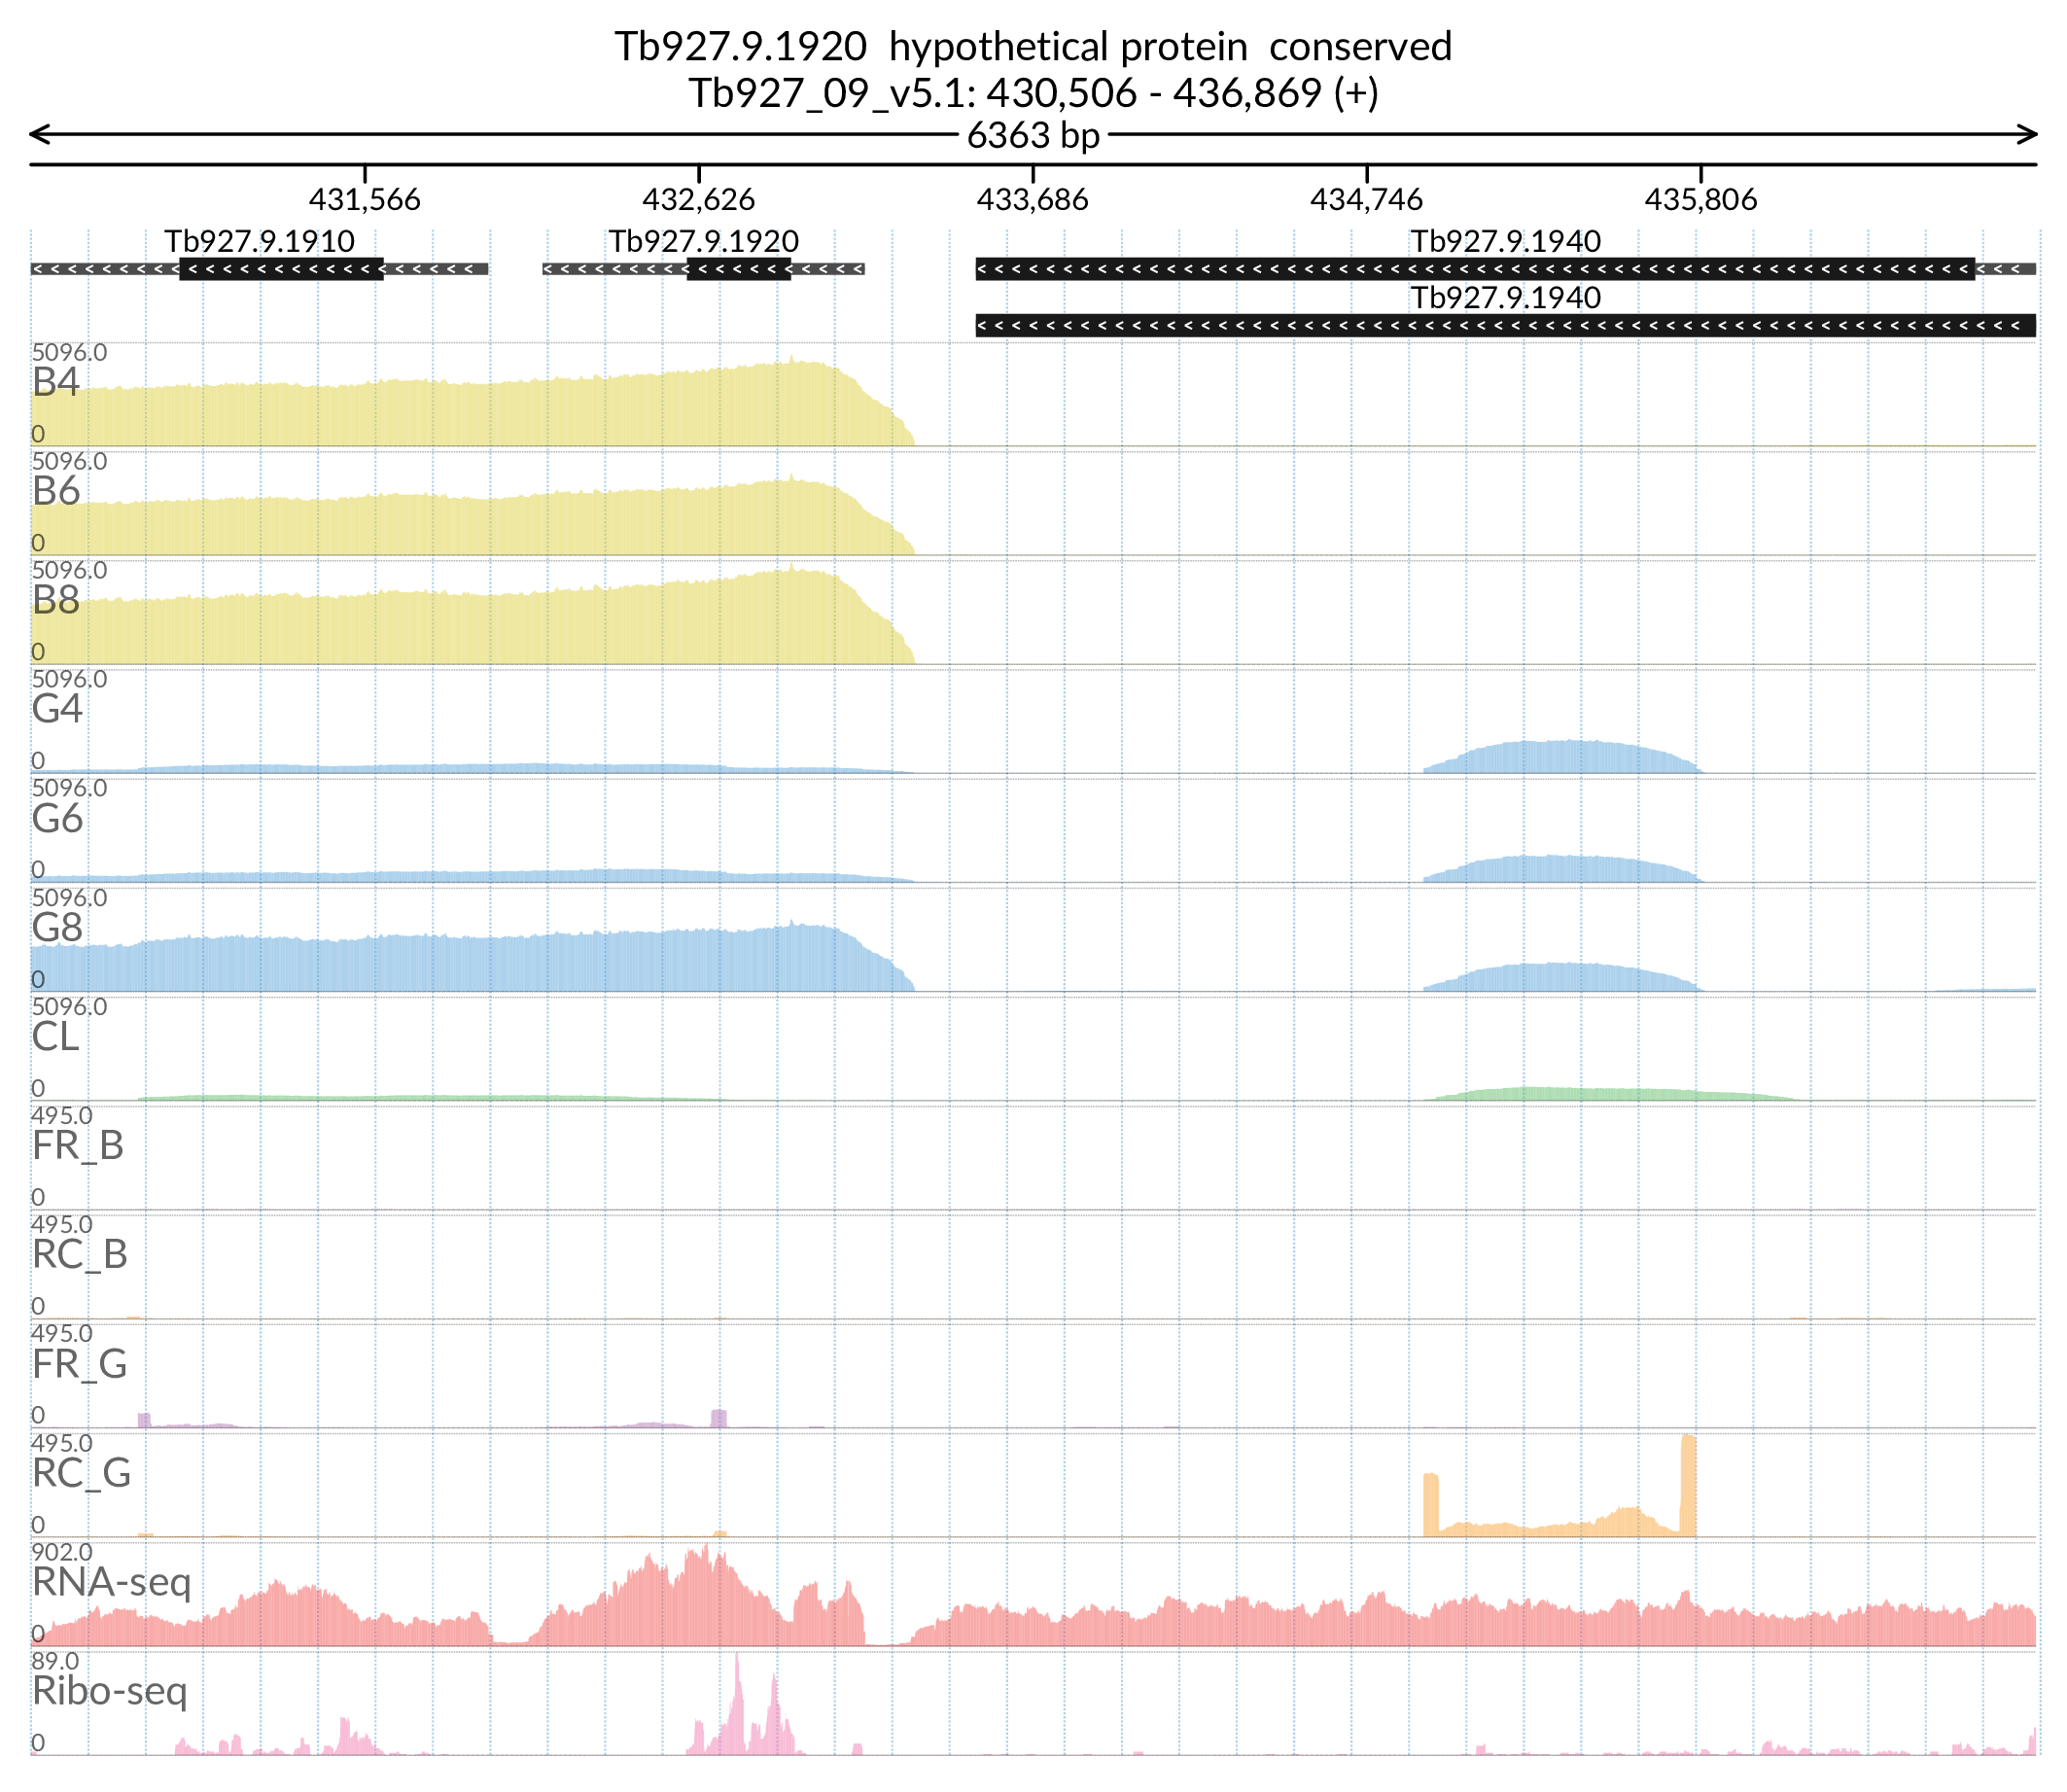 Tb927.9.1920  hypothetical protein  conserved
Tb927_09_v5.1: 430,506 - 436,869 (+)
6363 bp
431,566 432,626 433,686 434,746 435,806
Tb927.9.1910 Tb927.9.1920 Tb927.9.1940
Tb927.9.1940
5096.0
B4
0
5096.0
B6
0
5096.0
B8
0
5096.0
G4
0
5096.0
G6
0
5096.0
G8
0
5096.0
CL
0
495.0
FR_B
0
495.0
RC_B
0
495.0
FR_G
0
495.0
RC_G
0
902.0
RNA-seq
0
89.0
Ribo-seq
0